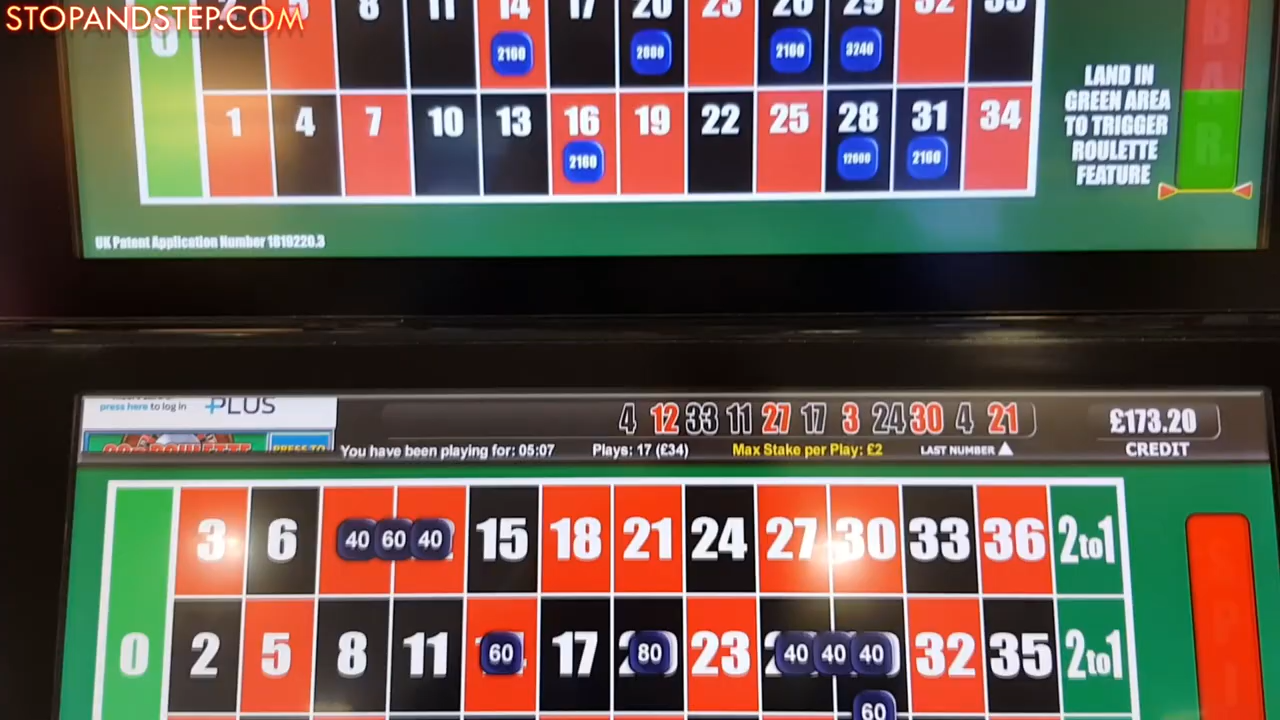 STOPANDSTEP.COM
8 11 14 17 20 23 26 29 32 35
0
2160 2880 2160 3240
1 4 7 10 13 16 19 22 25 28 31 34
2160 2160
LAND IN
GREEN AREA
TO TRIGGER
ROULETTE
FEATURE
BAR
UK Patent Application Number 1819220.3
press here to log in PLUS
4 12 33 11 27 17 3 24 30 4 21
£173.20
You have been playing for: 05:07 Plays: 17 (£34) Max Stake per Play: £2 LAST NUMBER CREDIT
3 6 40 60 40 15 18 21 24 27 30 33 36 2to1
0 2 5 8 11 60 17 80 23 40 40 40 32 35 2to1
60